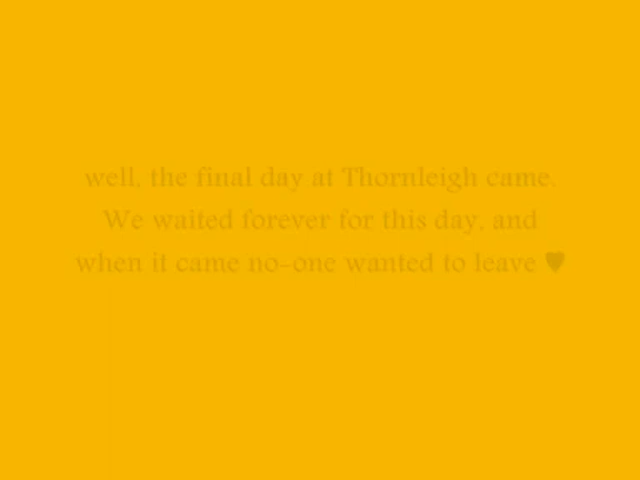 well, the final day at Thornleigh came.
We waited forever for this day, and
when it came no-one wanted to leave ♥